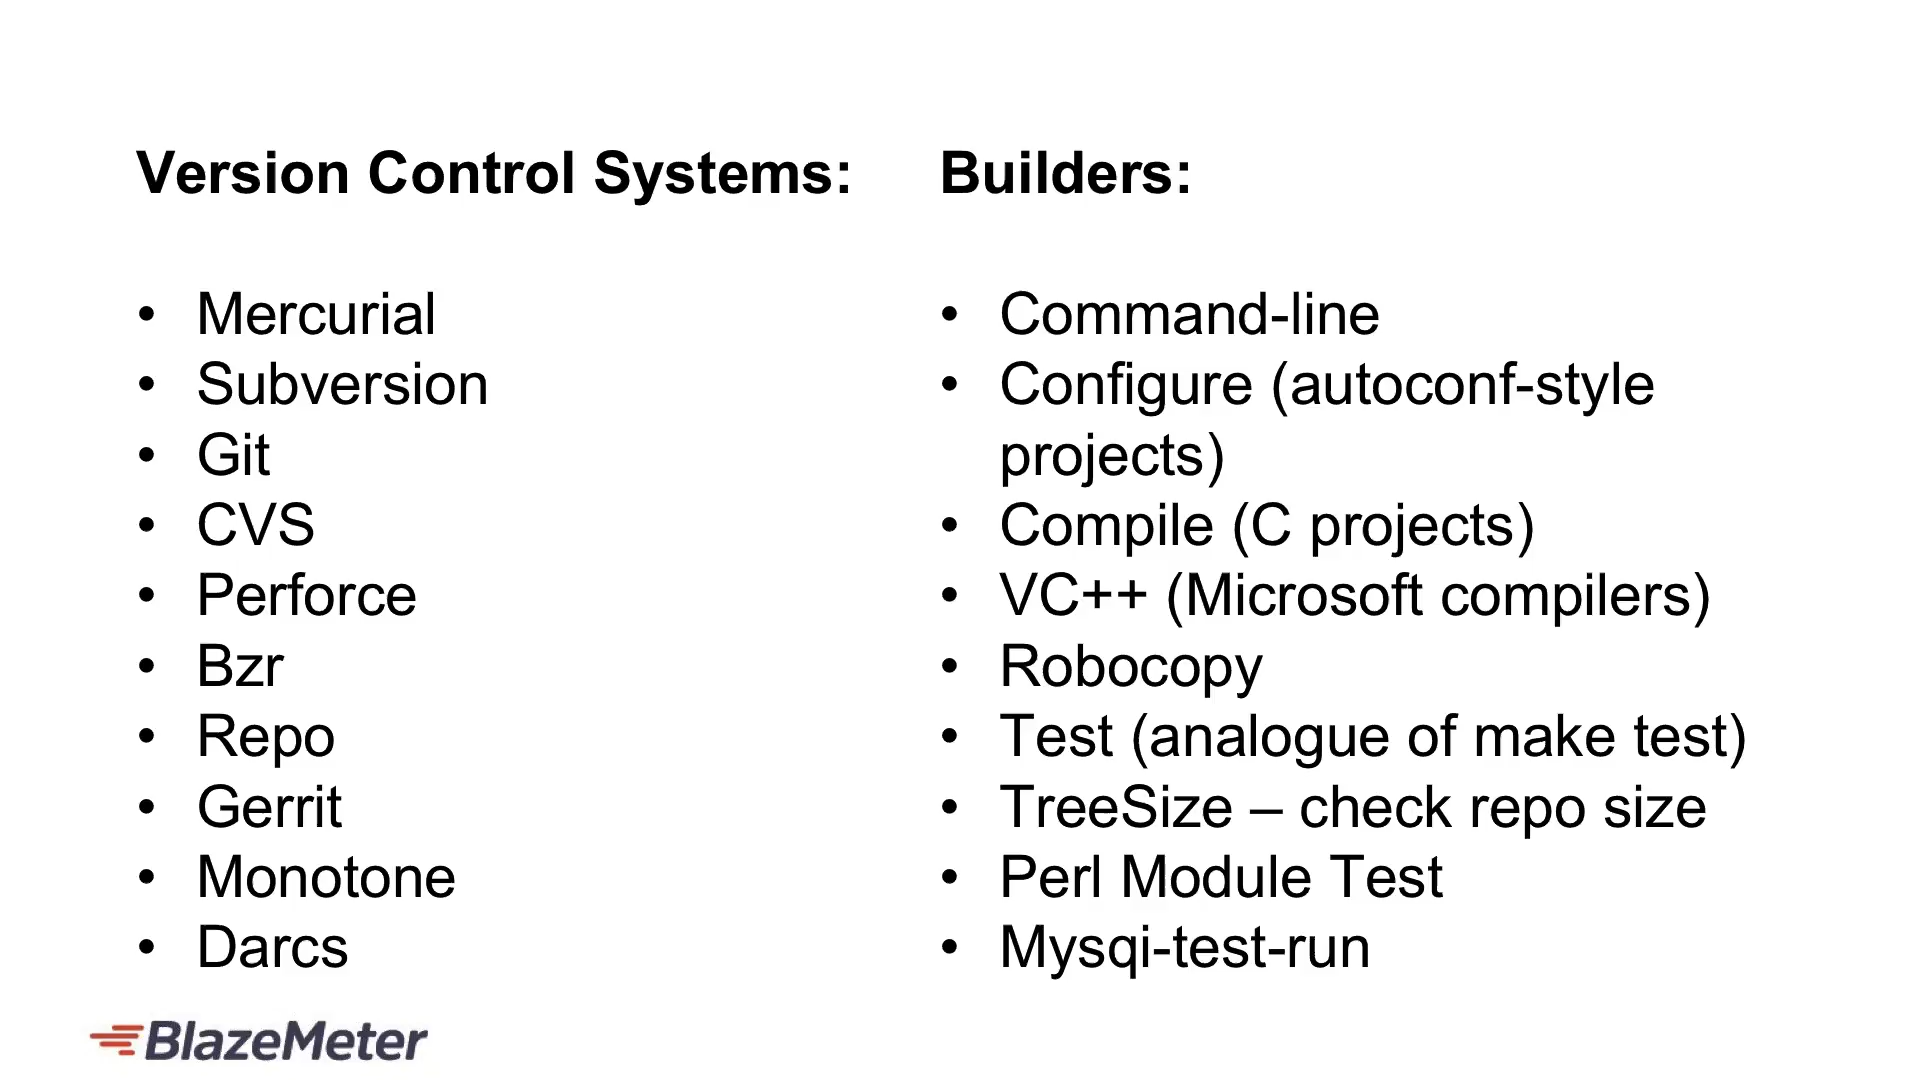 Version Control Systems:
• Mercurial
• Subversion
• Git
• CVS
• Perforce
• Bzr
• Repo
• Gerrit
• Monotone
• Darcs
Builders:
• Command-line
• Configure (autoconf-style
projects)
• Compile (C projects)
• VC++ (Microsoft compilers)
• Robocopy
• Test (analogue of make test)
• TreeSize – check repo size
• Perl Module Test
• Mysqi-test-run
BlazeMeter